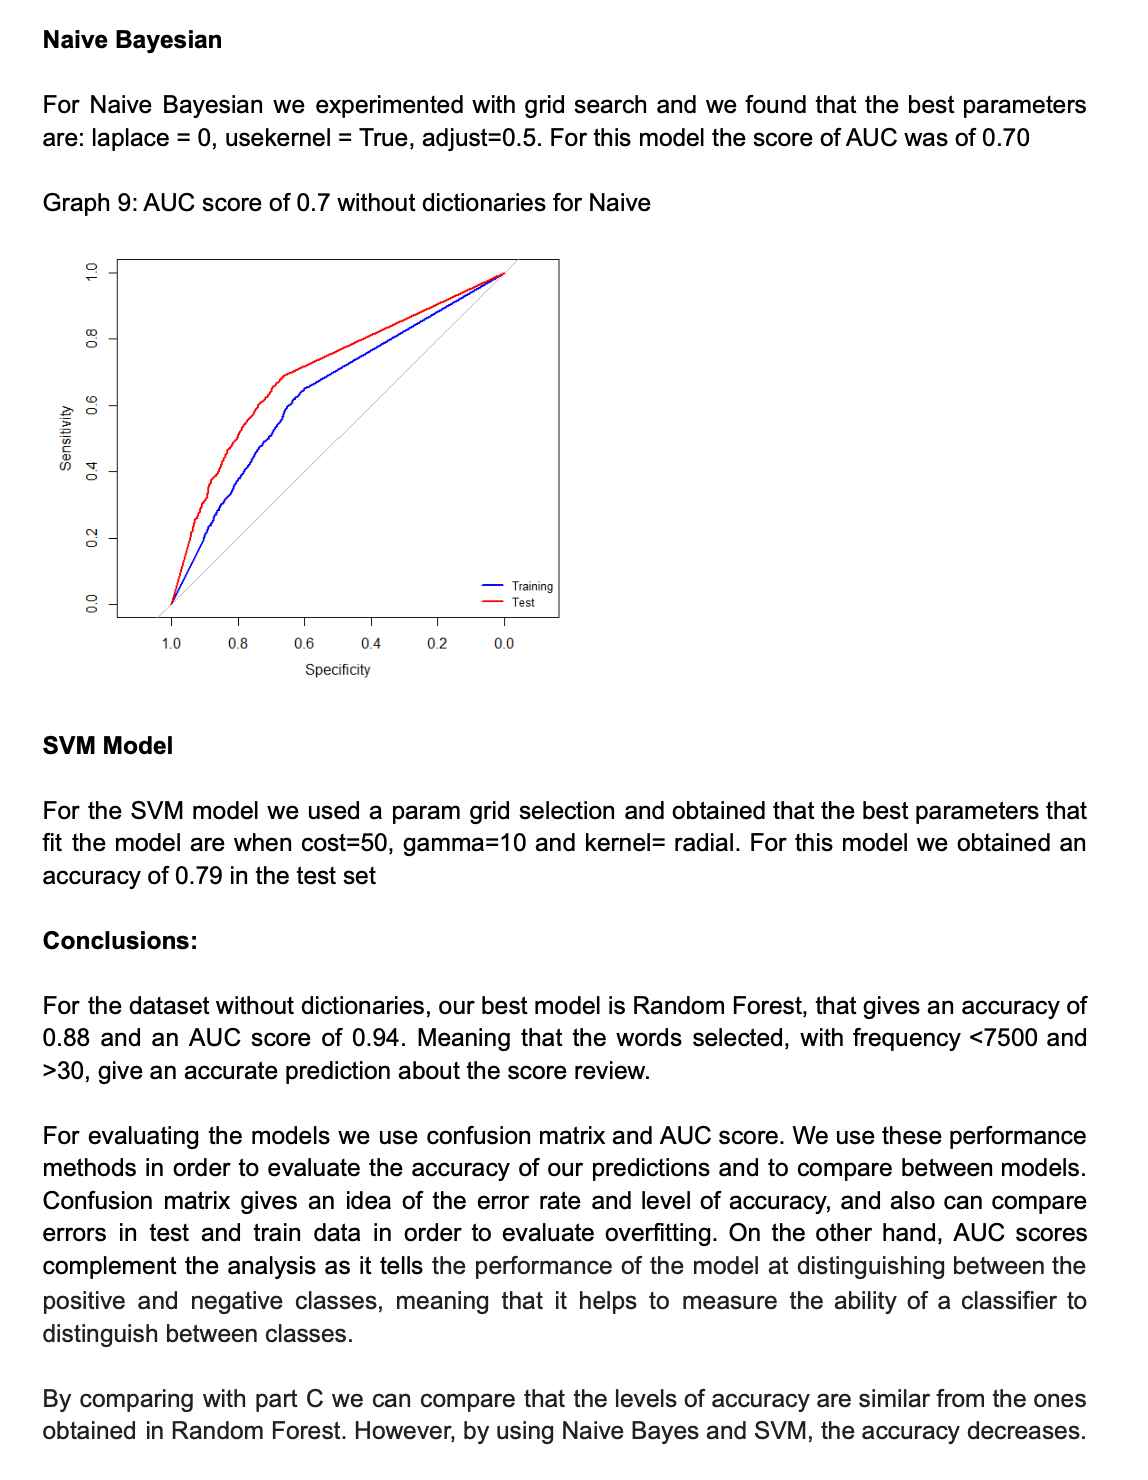 Naive Bayesian
For Naive Bayesian we experimented with grid search and we found that the best parameters
are: laplace = 0, usekernel = True, adjust=0.5. For this model the score of AUC was of 0.70
Graph 9: AUC score of 0.7 without dictionaries for Naive
1.0
0.8
0.6
0.4
0.2
0.0
Sensitivity
Training
Test
1.0 0.8 0.6 0.4 0.2 0.0
Specificity
SVM Model
For the SVM model we used a param grid selection and obtained that the best parameters that
fit the model are when cost=50, gamma=10 and kernel= radial. For this model we obtained an
accuracy of 0.79 in the test set
Conclusions:
For the dataset without dictionaries, our best model is Random Forest, that gives an accuracy of
0.88 and an AUC score of 0.94. Meaning that the words selected, with frequency <7500 and
>30, give an accurate prediction about the score review.
For evaluating the models we use confusion matrix and AUC score. We use these performance
methods in order to evaluate the accuracy of our predictions and to compare between models.
Confusion matrix gives an idea of the error rate and level of accuracy, and also can compare
errors in test and train data in order to evaluate overfitting. On the other hand, AUC scores
complement the analysis as it tells the performance of the model at distinguishing between the
positive and negative classes, meaning that it helps to measure the ability of a classifier to
distinguish between classes.
By comparing with part C we can compare that the levels of accuracy are similar from the ones
obtained in Random Forest. However, by using Naive Bayes and SVM, the accuracy decreases.